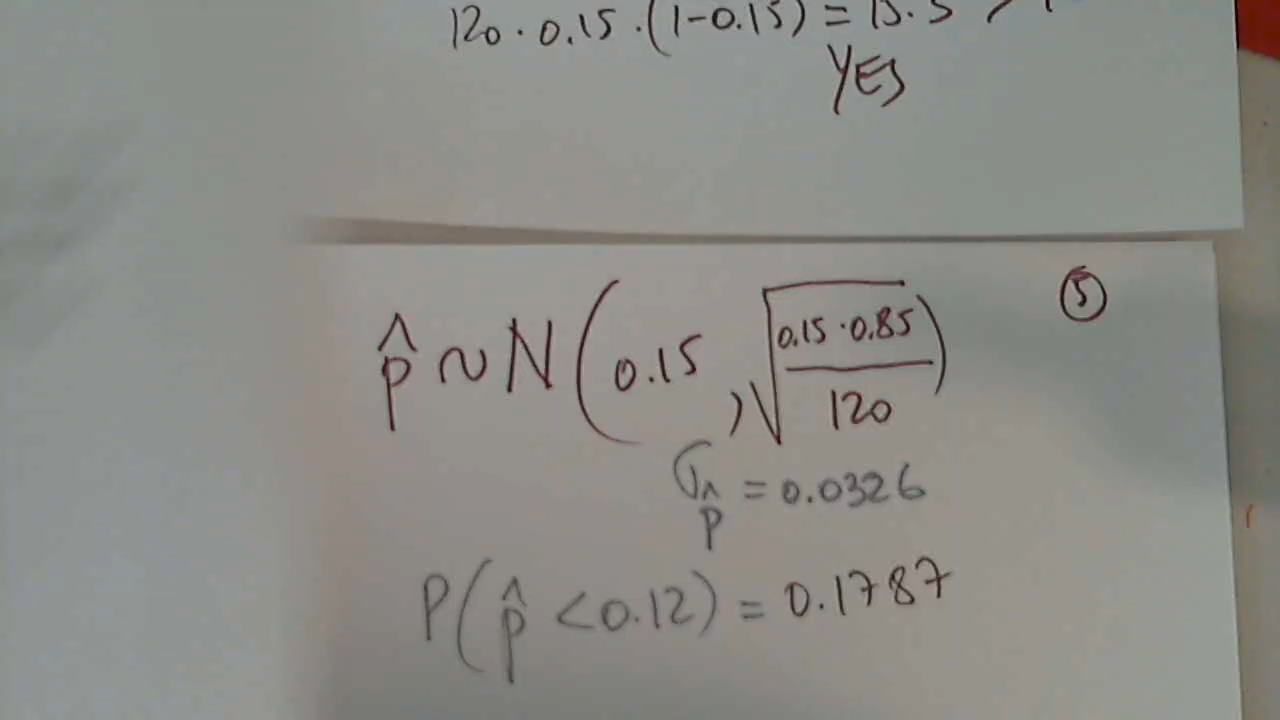 120 · 0.15 · (1-0.15) = 15.3 >
YES
5
p̂ ~ N(0.15, √(0.15 · 0.85 / 120))
σp̂ = 0.0326
P(p̂ < 0.12) = 0.1787